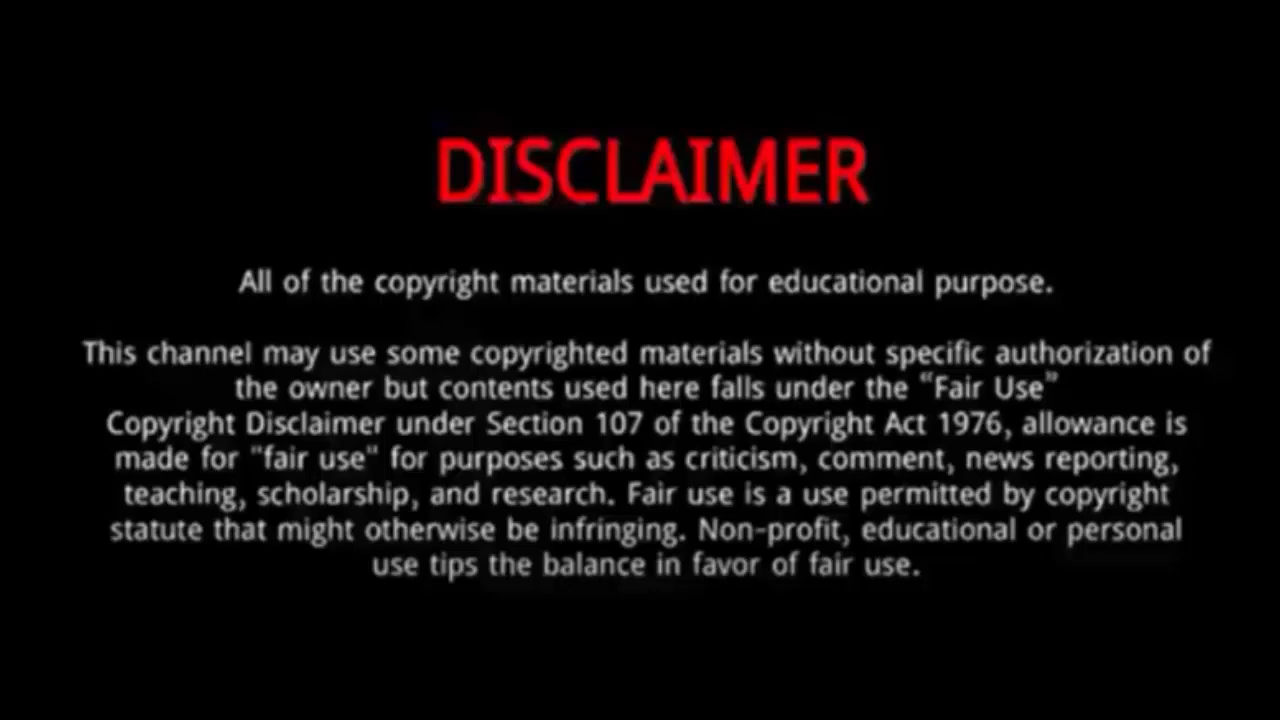 DISCLAIMER
All of the copyright materials used for educational purpose.
This channel may use some copyrighted materials without specific authorization of
the owner but contents used here falls under the “Fair Use”
Copyright Disclaimer under Section 107 of the Copyright Act 1976, allowance is
made for "fair use" for purposes such as criticism, comment, news reporting,
teaching, scholarship, and research. Fair use is a use permitted by copyright
statute that might otherwise be infringing. Non-profit, educational or personal
use tips the balance in favor of fair use.